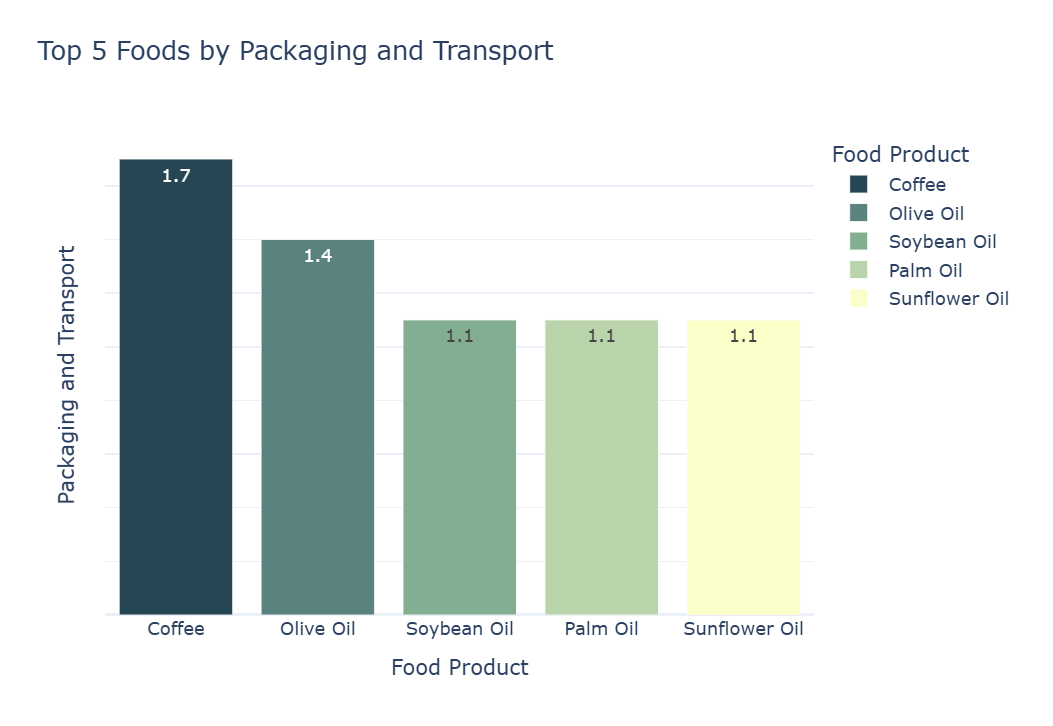 Top 5 Foods by Packaging and Transport
Food Product
Coffee
Olive Oil
Soybean Oil
Palm Oil
Sunflower Oil
Packaging and Transport
1.7
1.4
1.1
1.1
1.1
Coffee
Olive Oil
Soybean Oil
Palm Oil
Sunflower Oil
Food Product